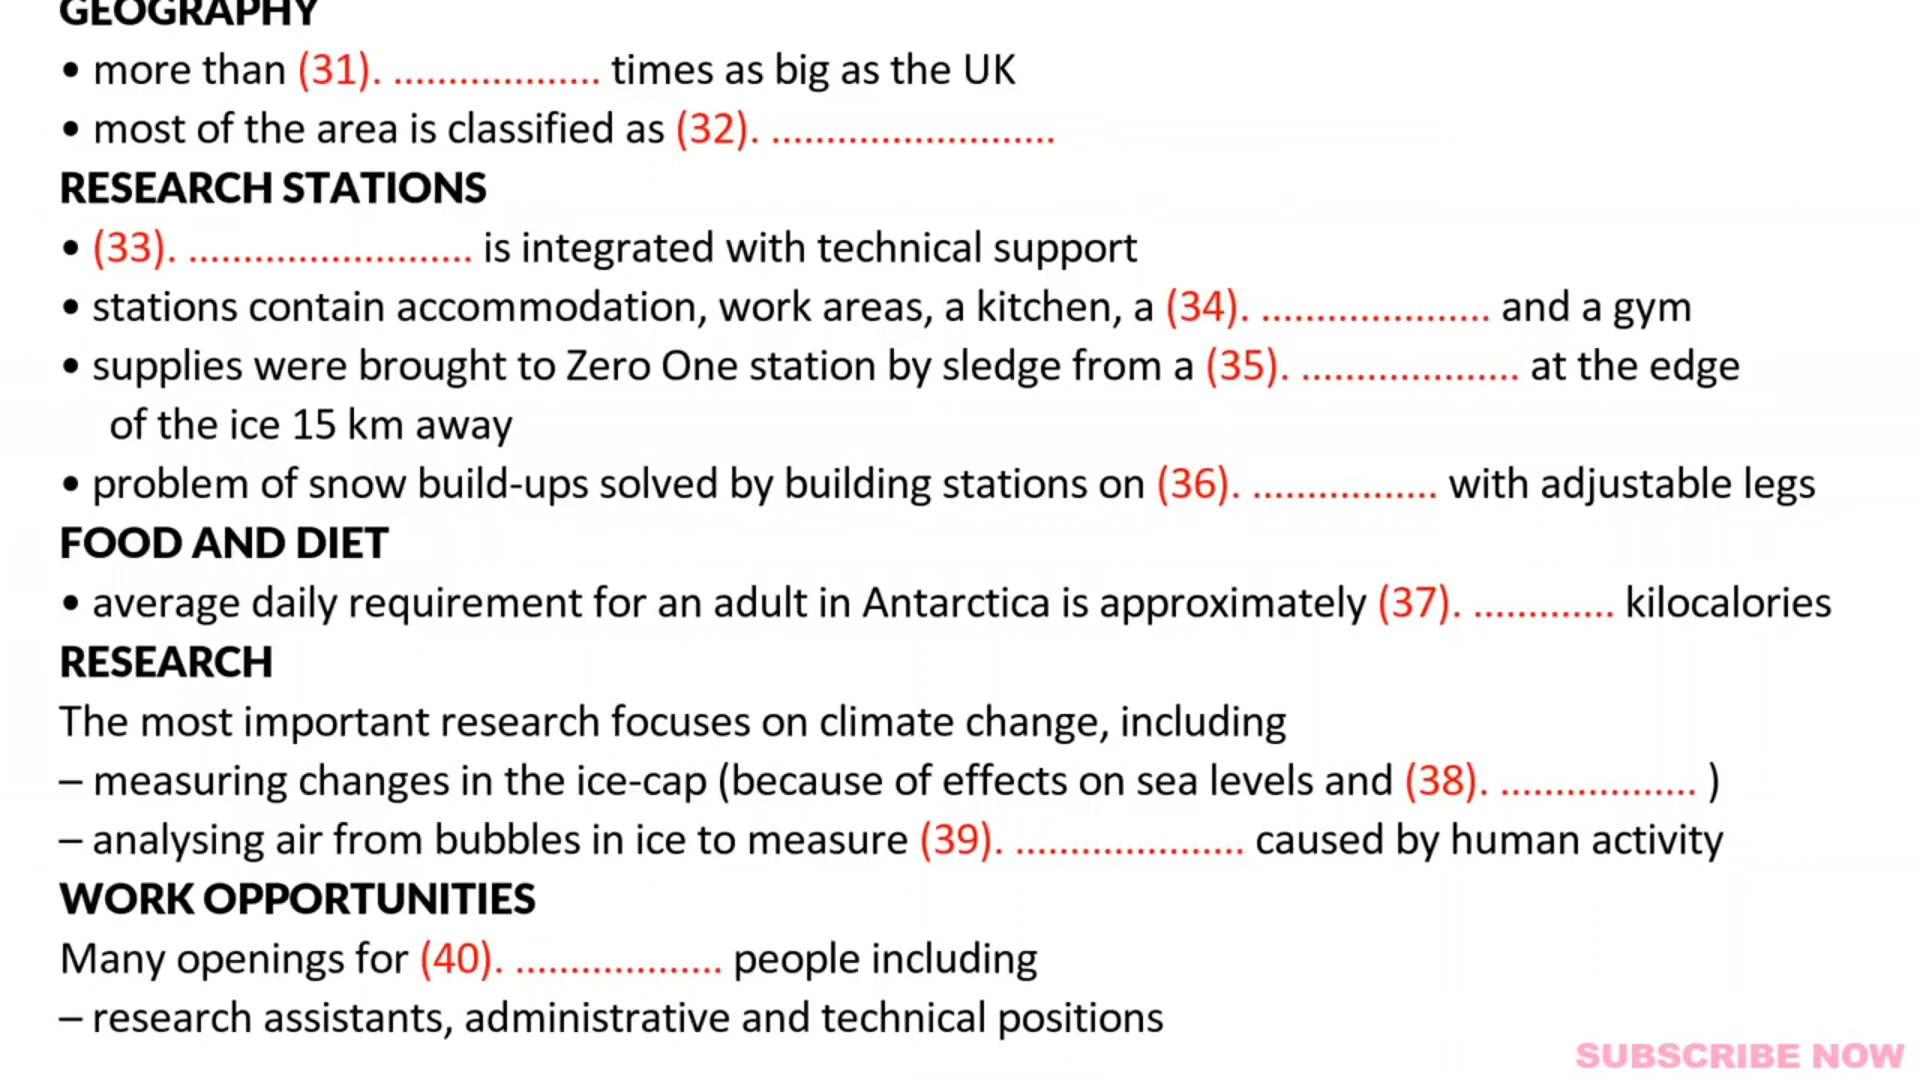 GEOGRAPHY
• more than (31). ................... times as big as the UK
• most of the area is classified as (32). ..........................
RESEARCH STATIONS
• (33). .......................... is integrated with technical support
• stations contain accommodation, work areas, a kitchen, a (34). ..................... and a gym
• supplies were brought to Zero One station by sledge from a (35). .................... at the edge
of the ice 15 km away
• problem of snow build-ups solved by building stations on (36). ................. with adjustable legs
FOOD AND DIET
• average daily requirement for an adult in Antarctica is approximately (37). ............. kilocalories
RESEARCH
The most important research focuses on climate change, including
– measuring changes in the ice-cap (because of effects on sea levels and (38). .................. )
– analysing air from bubbles in ice to measure (39). ..................... caused by human activity
WORK OPPORTUNITIES
Many openings for (40). ................... people including
– research assistants, administrative and technical positions
SUBSCRIBE NOW